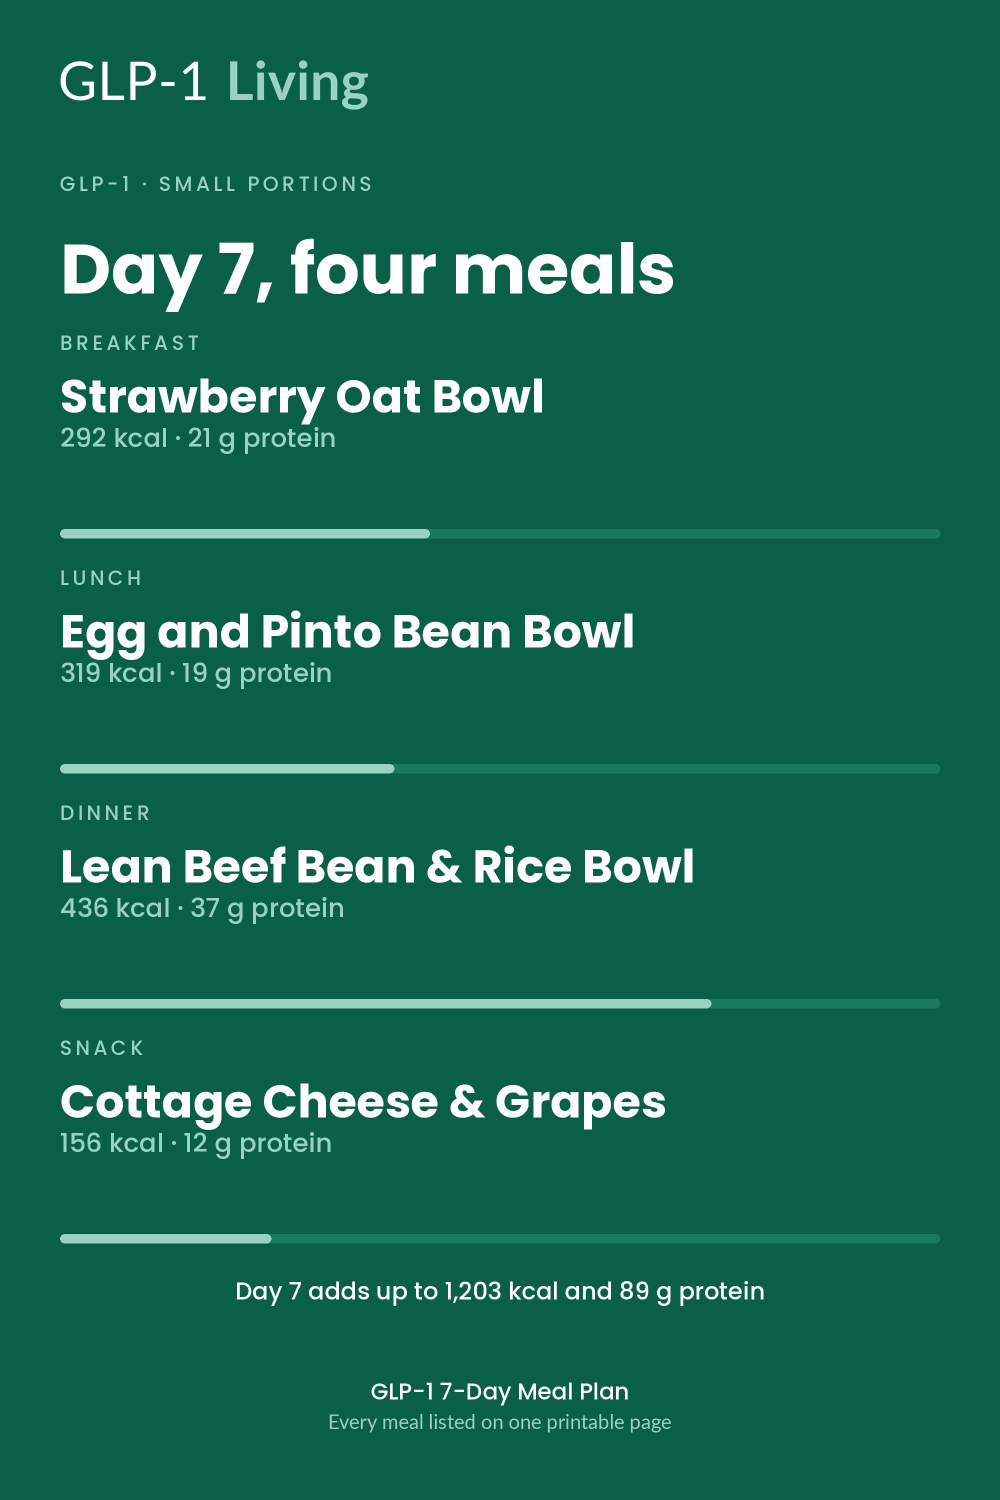 GLP-1 Living
GLP-1 · SMALL PORTIONS
Day 7, four meals
BREAKFAST
Strawberry Oat Bowl
292 kcal · 21 g protein
LUNCH
Egg and Pinto Bean Bowl
319 kcal · 19 g protein
DINNER
Lean Beef Bean & Rice Bowl
436 kcal · 37 g protein
SNACK
Cottage Cheese & Grapes
156 kcal · 12 g protein
Day 7 adds up to 1,203 kcal and 89 g protein
GLP-1 7-Day Meal Plan
Every meal listed on one printable page